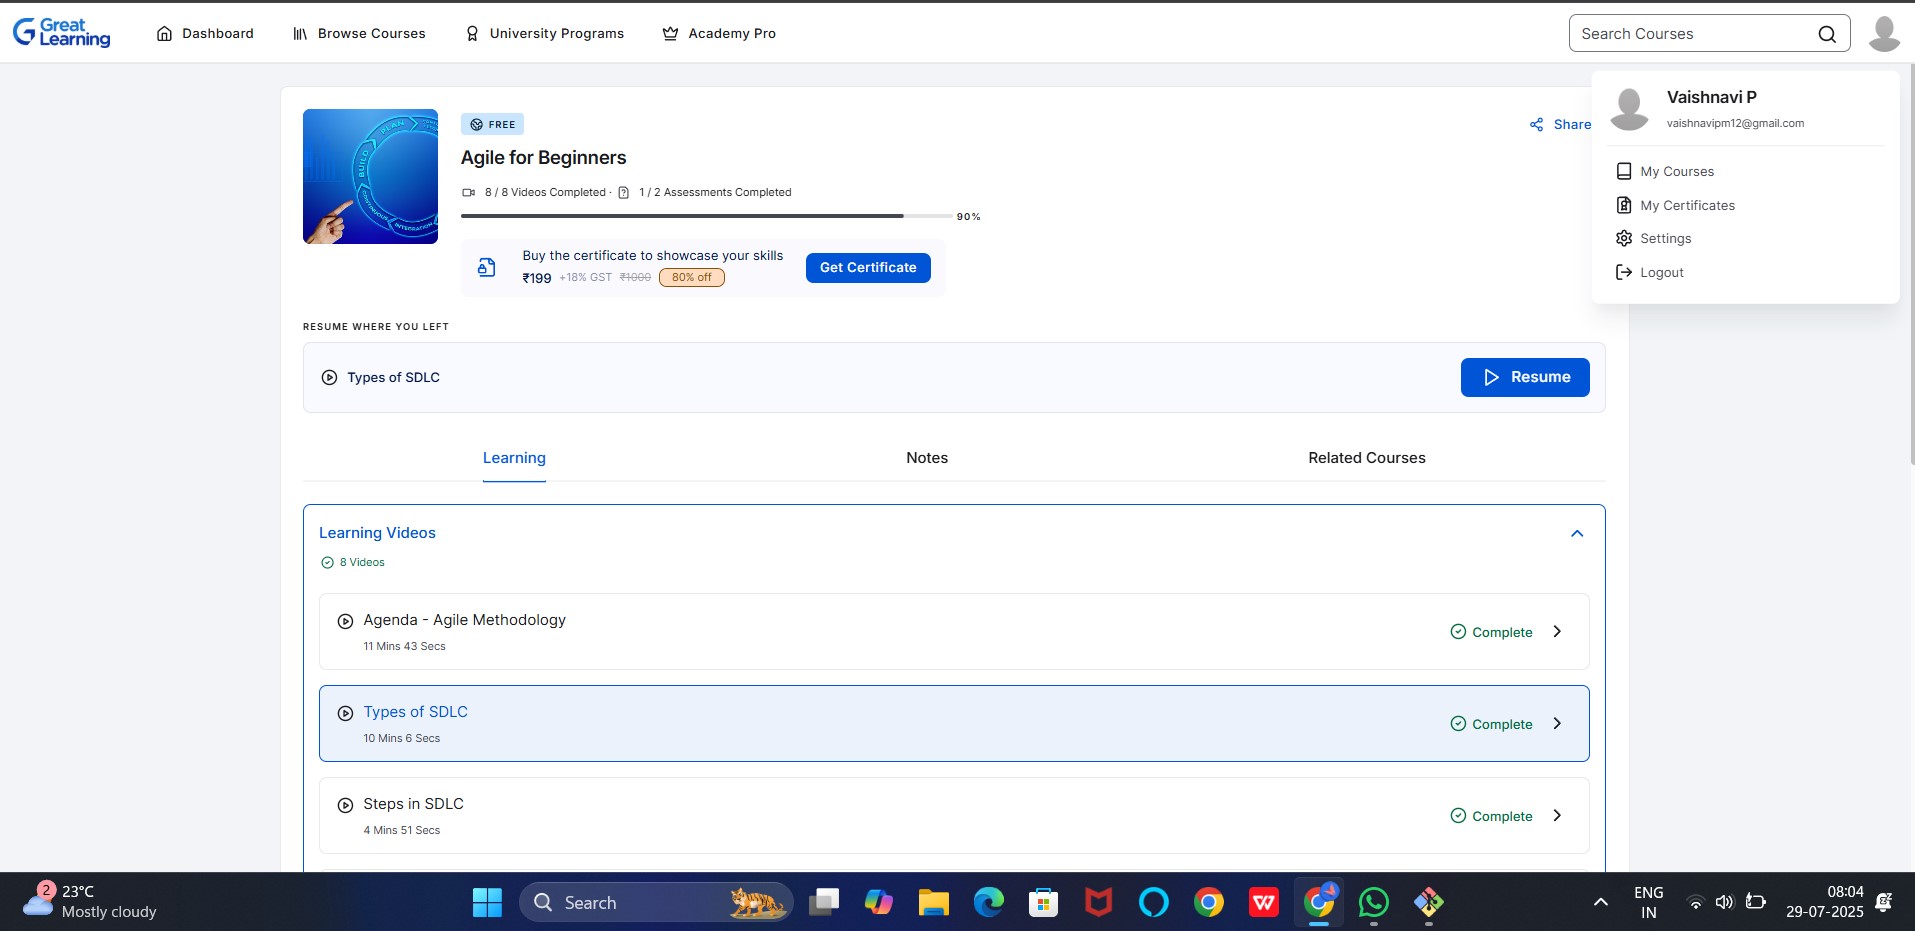 Great Learning
Dashboard
Browse Courses
University Programs
Academy Pro
Search Courses
Vaishnavi P
vaishnavipm12@gmail.com
My Courses
My Certificates
Settings
Logout
PLAN
BUILD
CONTINUOUS
INTEGRATION
FREE
Share
Agile for Beginners
8 / 8 Videos Completed · 1 / 2 Assessments Completed
90%
Buy the certificate to showcase your skills
₹199 +18% GST ₹1000 80% off
Get Certificate
RESUME WHERE YOU LEFT
Types of SDLC
Resume
Learning
Notes
Related Courses
Learning Videos
8 Videos
Agenda - Agile Methodology
11 Mins 43 Secs
Complete
Types of SDLC
10 Mins 6 Secs
Complete
Steps in SDLC
4 Mins 51 Secs
Complete
2
23°C
Mostly cloudy
Search
W
ENG
IN
08:04
29-07-2025